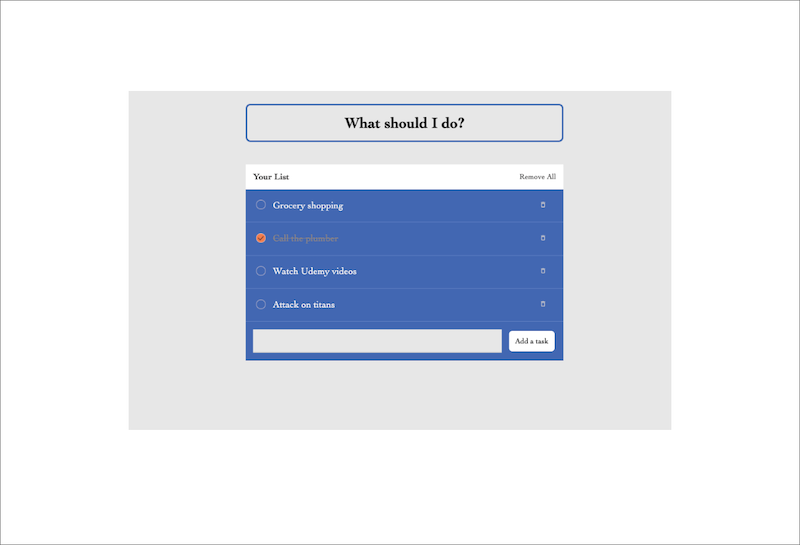 What should I do?
Your List
Remove All
Grocery shopping
Call the plumber
Watch Udemy videos
Attack on titans
Add a task